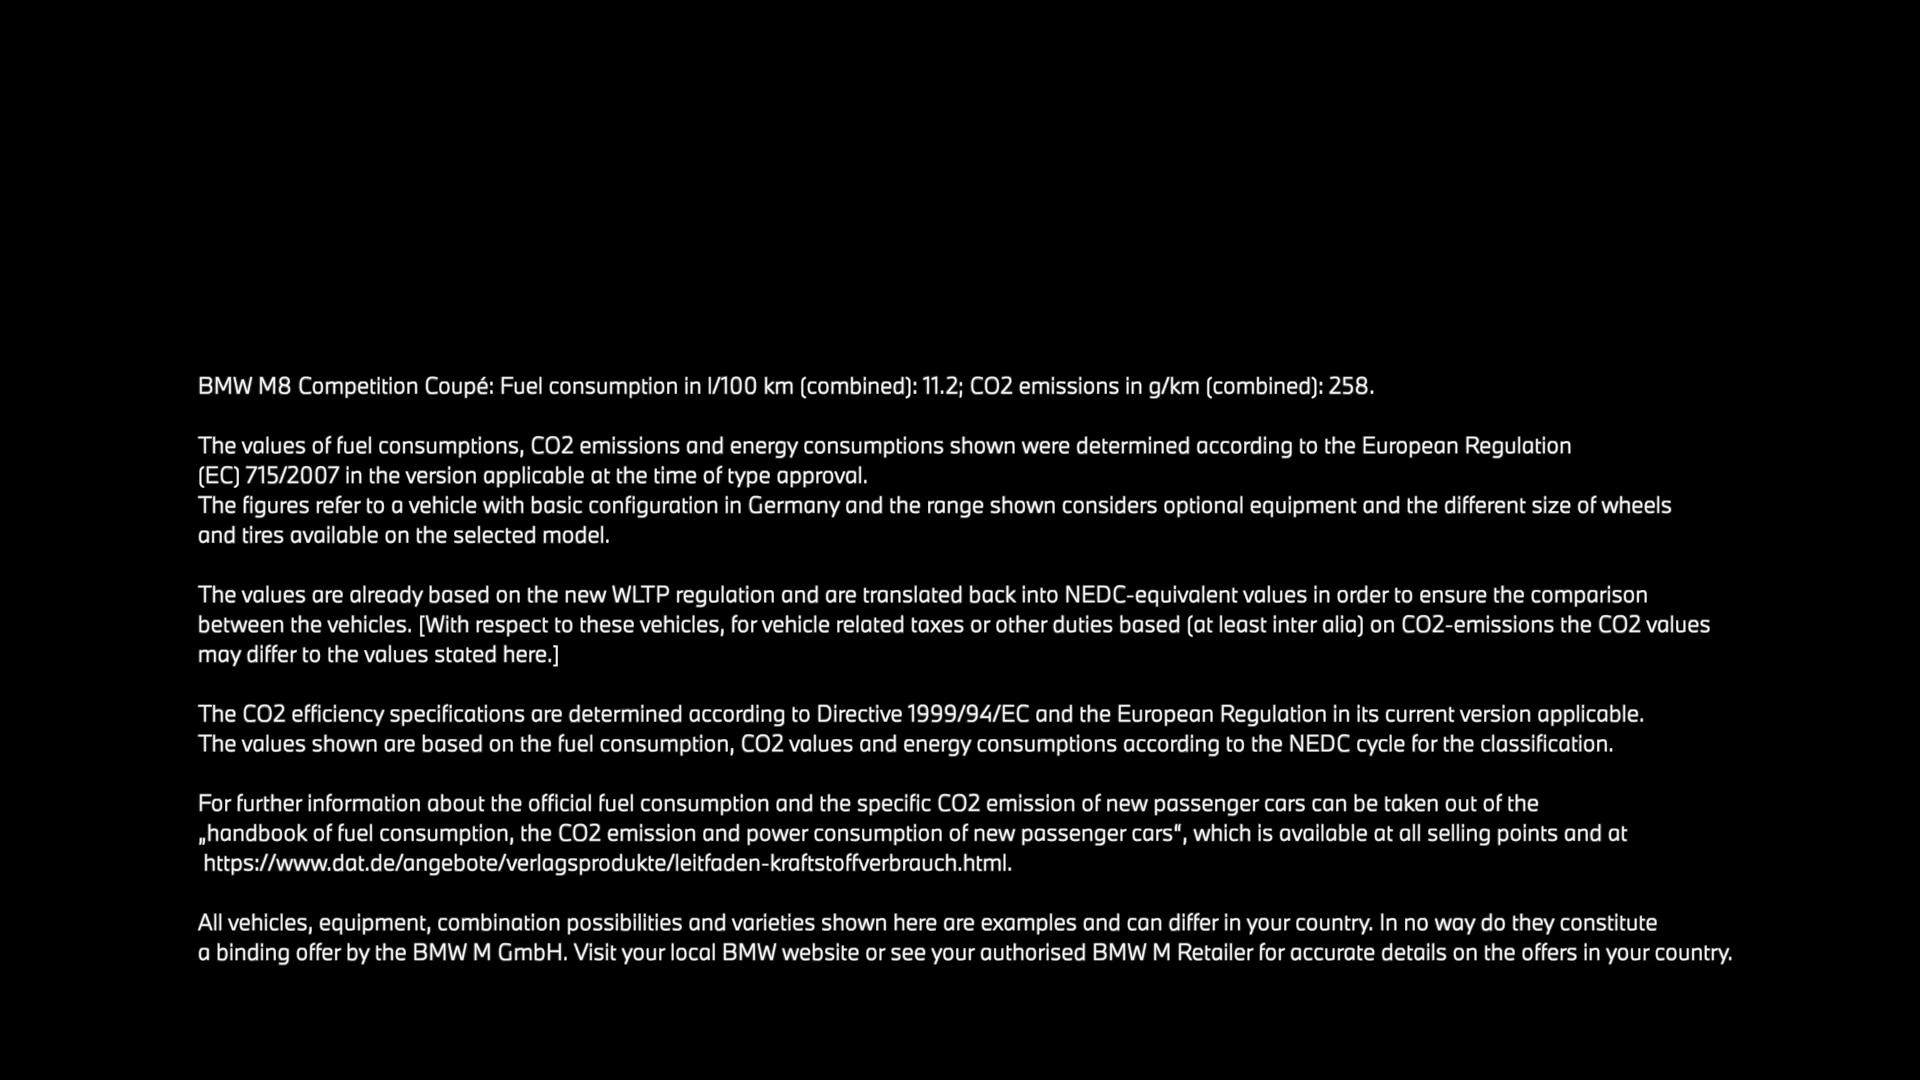 BMW M8 Competition Coupé: Fuel consumption in l/100 km (combined): 11.2; CO2 emissions in g/km (combined): 258.
The values of fuel consumptions, CO2 emissions and energy consumptions shown were determined according to the European Regulation
(EC) 715/2007 in the version applicable at the time of type approval.
The figures refer to a vehicle with basic configuration in Germany and the range shown considers optional equipment and the different size of wheels
and tires available on the selected model.
The values are already based on the new WLTP regulation and are translated back into NEDC-equivalent values in order to ensure the comparison
between the vehicles. [With respect to these vehicles, for vehicle related taxes or other duties based (at least inter alia) on CO2-emissions the CO2 values
may differ to the values stated here.]
The CO2 efficiency specifications are determined according to Directive 1999/94/EC and the European Regulation in its current version applicable.
The values shown are based on the fuel consumption, CO2 values and energy consumptions according to the NEDC cycle for the classification.
For further information about the official fuel consumption and the specific CO2 emission of new passenger cars can be taken out of the
„handbook of fuel consumption, the CO2 emission and power consumption of new passenger cars“, which is available at all selling points and at
https://www.dat.de/angebote/verlagsprodukte/leitfaden-kraftstoffverbrauch.html.
All vehicles, equipment, combination possibilities and varieties shown here are examples and can differ in your country. In no way do they constitute
a binding offer by the BMW M GmbH. Visit your local BMW website or see your authorised BMW M Retailer for accurate details on the offers in your country.